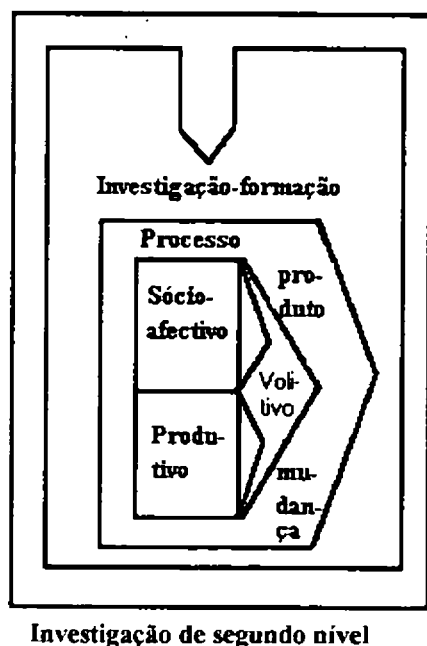 Investigação-formação
Processo
pro-
duto
Sócio-
afectivo
Voli-
tivo
Produ-
tivo
mu-
dan-
ça
Investigação de segundo nível